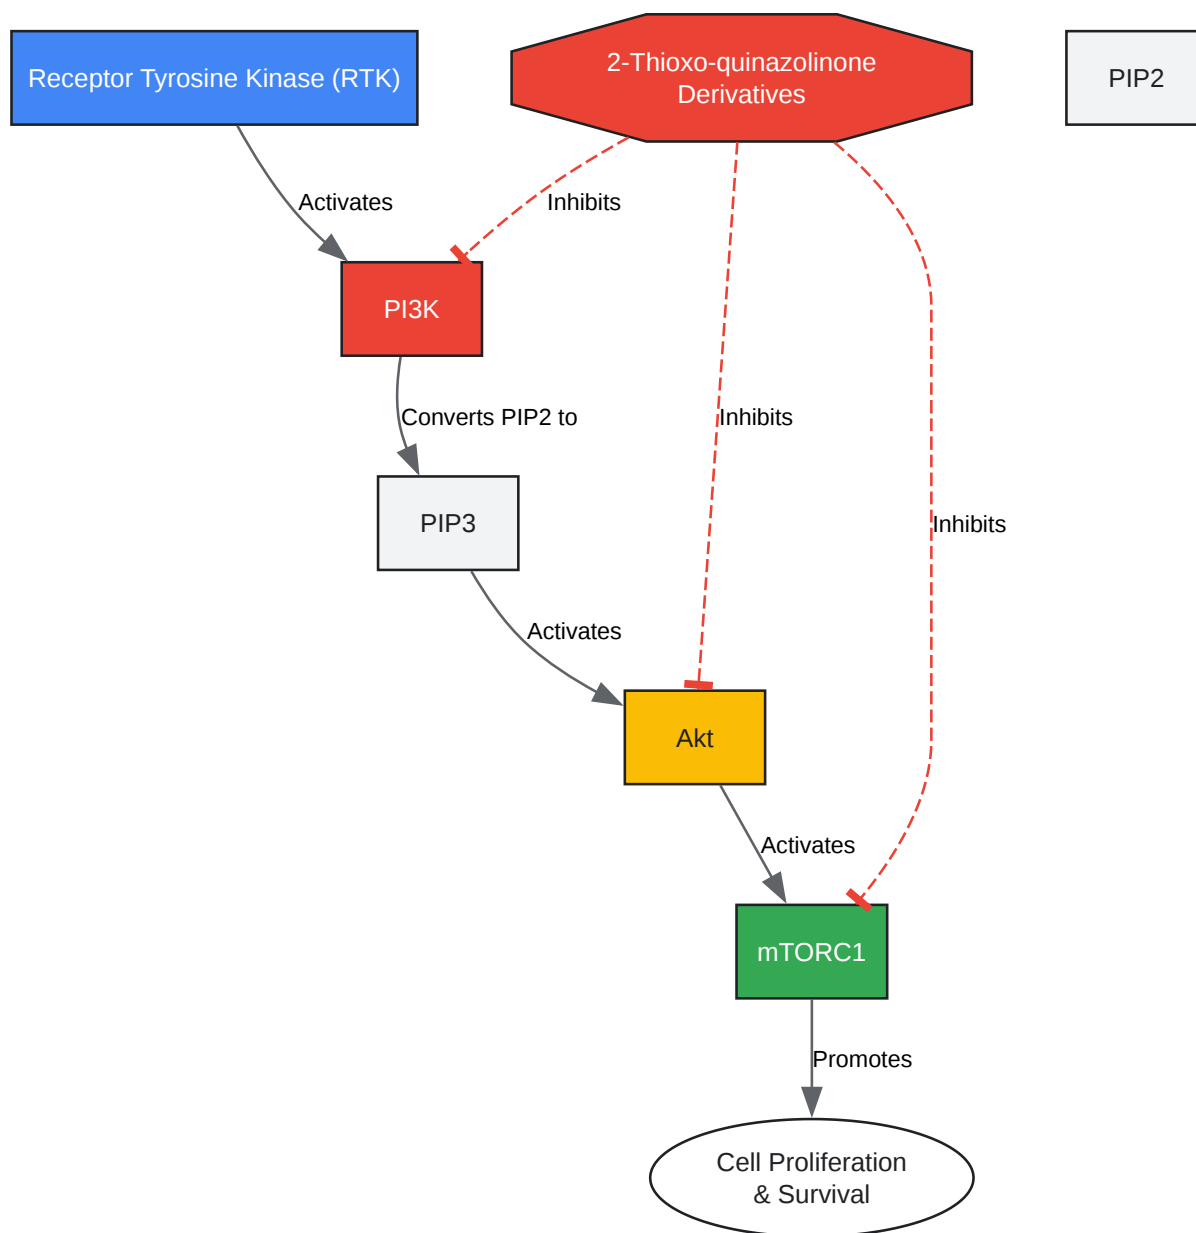 Receptor Tyrosine Kinase (RTK)
2-Thioxo-quinazolinone
Derivatives
PIP2
Activates
Inhibits
PI3K
Converts PIP2 to
Inhibits
PIP3
Inhibits
Activates
Akt
Activates
mTORC1
Promotes
Cell Proliferation
& Survival